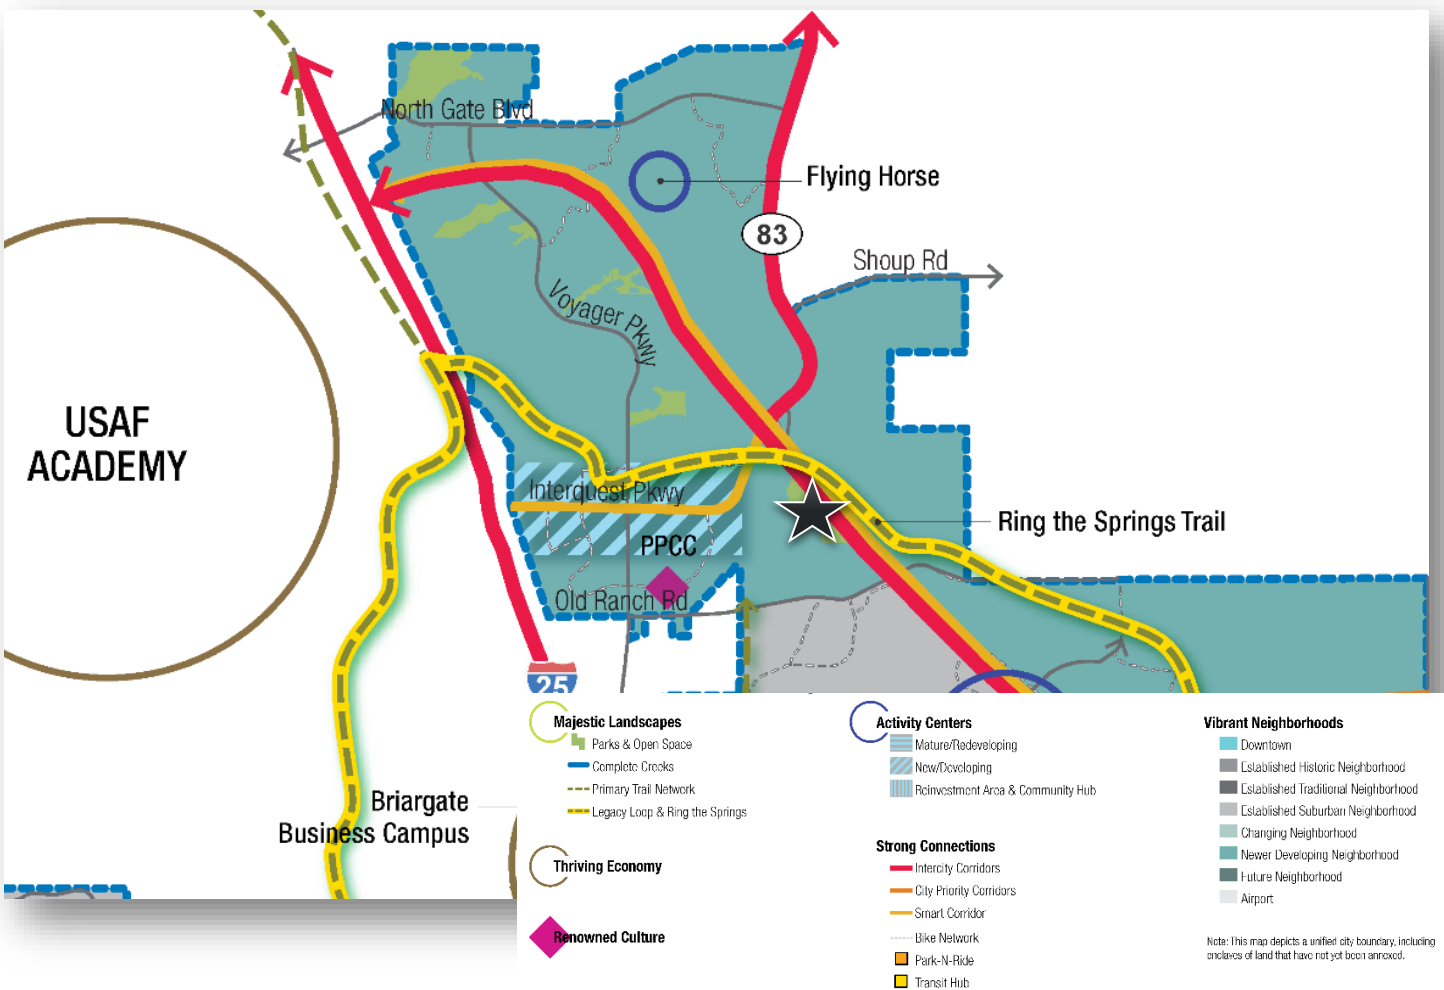 North Gate Blvd
Flying Horse
83
Shoup Rd
Voyager Pkwy
USAF
ACADEMY
Interquest Pkwy
Ring the Springs Trail
PPCC
Old Ranch Rd
25
Briargate
Business Campus
Majestic Landscapes
Parks & Open Space
Complete Creeks
Primary Trail Network
Legacy Loop & Ring the Springs
Thriving Economy
Renowned Culture
Activity Centers
Mature/Redeveloping
New/Developing
Reinvestment Area & Community Hub
Strong Connections
Intercity Corridors
City Priority Corridors
Smart Corridor
Bike Network
Park-N-Ride
Transit Hub
Vibrant Neighborhoods
Downtown
Established Historic Neighborhood
Established Traditional Neighborhood
Established Suburban Neighborhood
Changing Neighborhood
Newer Developing Neighborhood
Future Neighborhood
Airport
Note: This map depicts a unified city boundary, including
enclaves of land that have not yet been annexed.